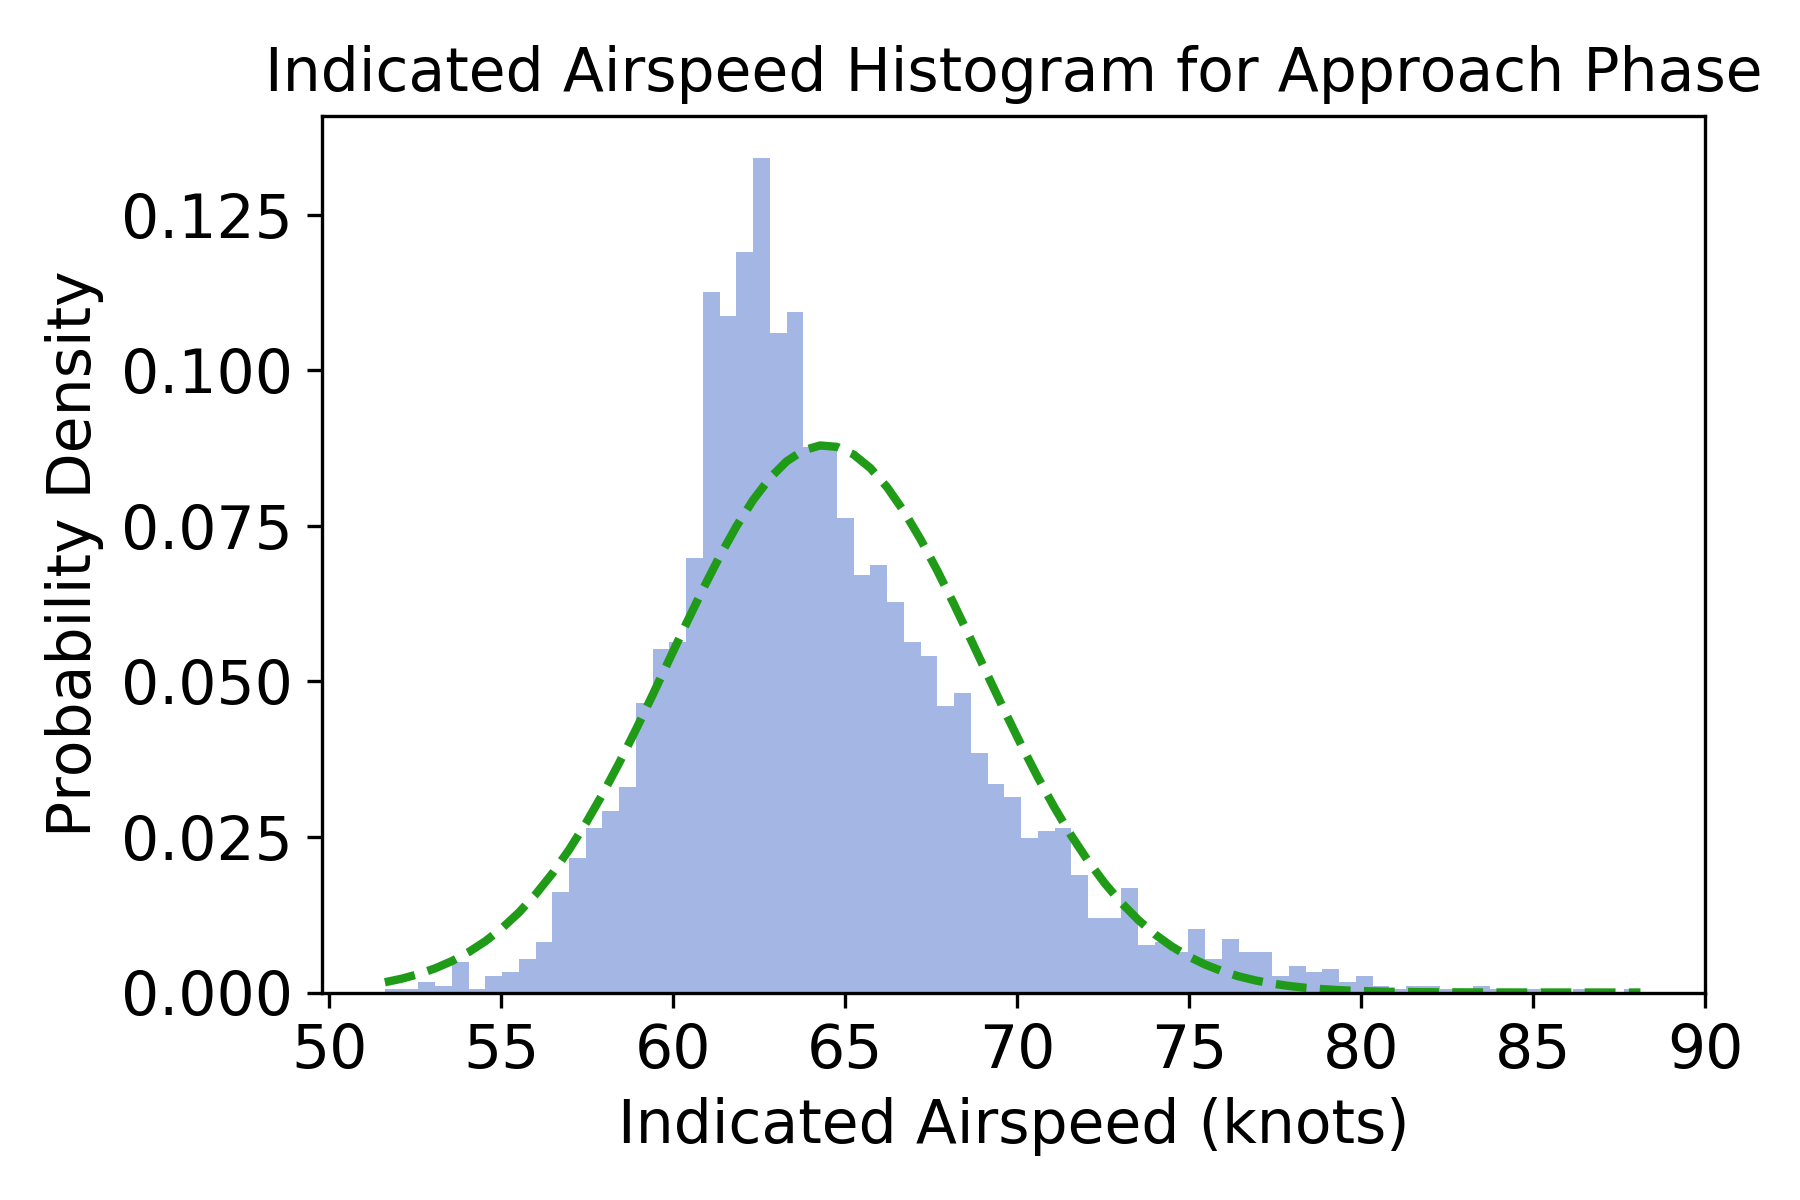 Indicated Airspeed Histogram for Approach Phase
Probability Density
0.125
0.100
0.075
0.050
0.025
0.000
50 55 60 65 70 75 80 85 90
Indicated Airspeed (knots)